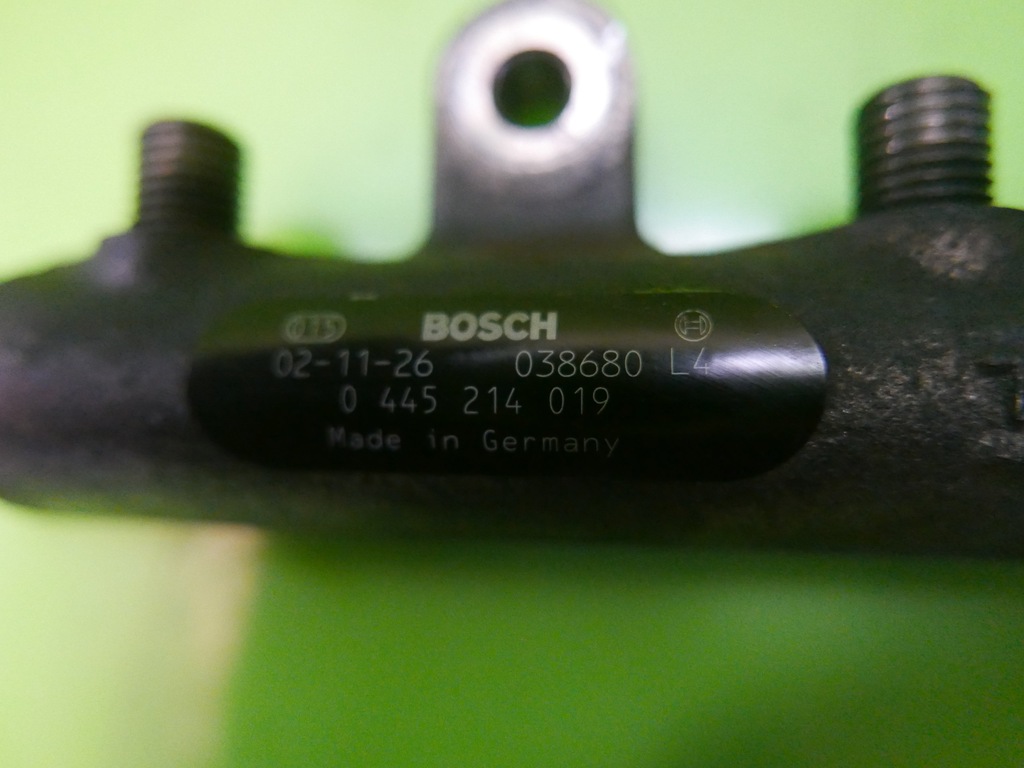 BOSCH
02-11-26 038680 L4
0 445 214 019
Made in Germany